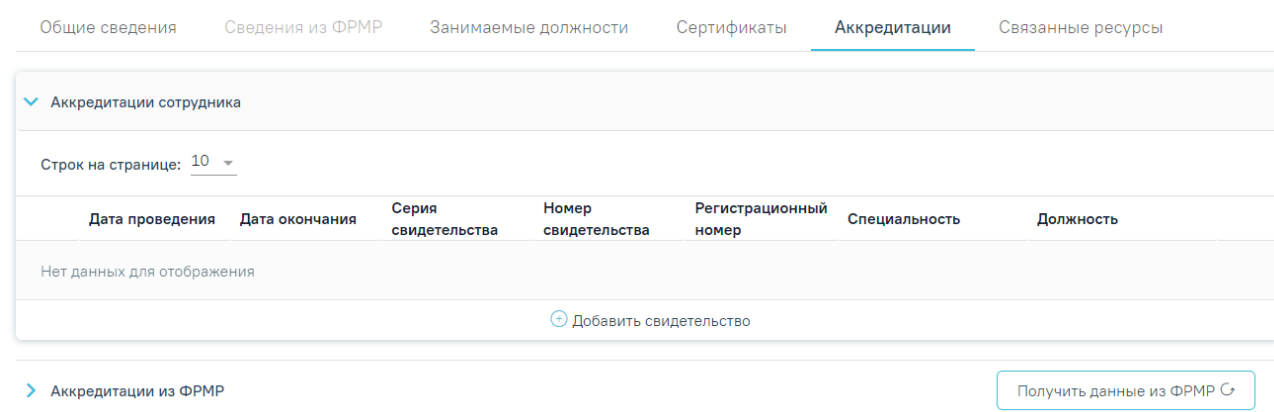 Общие сведения Сведения из ФРМР Занимаемые должности Сертификаты Аккредитации Связанные ресурсы
Аккредитации сотрудника
Строк на странице: 10
Дата проведения Дата окончания Серия свидетельства Номер свидетельства Регистрационный номер Специальность Должность
Нет данных для отображения
Добавить свидетельство
Аккредитации из ФРМР Получить данные из ФРМР